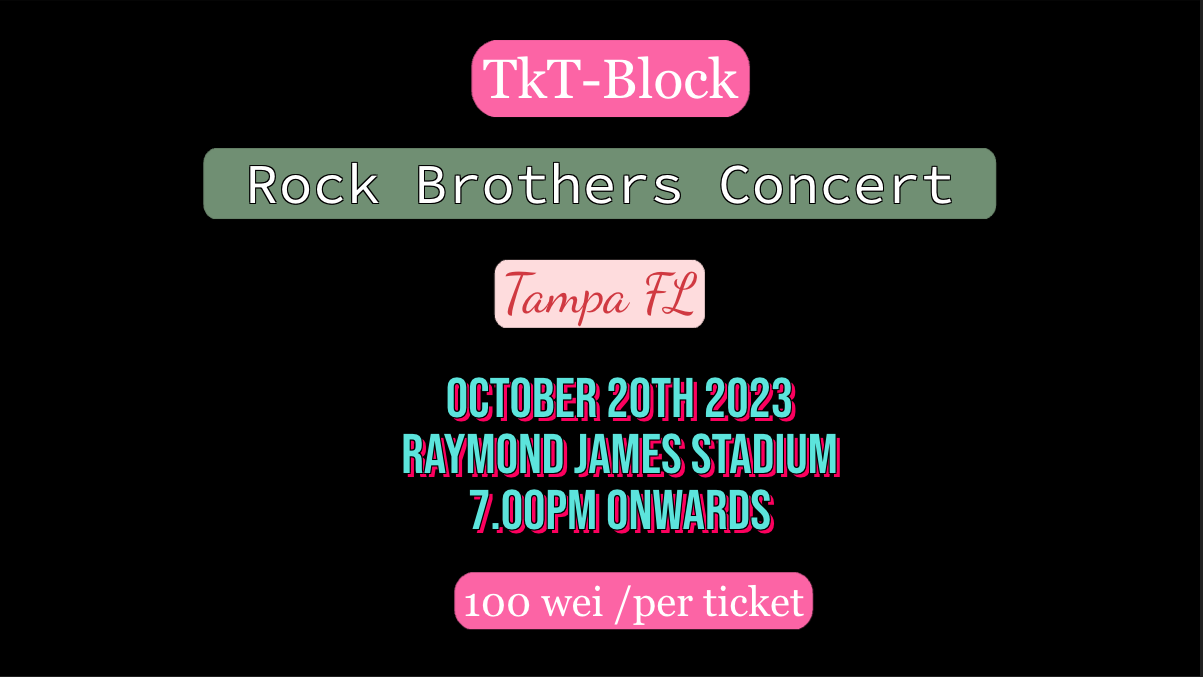 TkT-Block
Rock Brothers Concert
Tampa FL
OCTOBER 20TH 2023
RAYMOND JAMES STADIUM
7.00PM ONWARDS
100 wei /per ticket